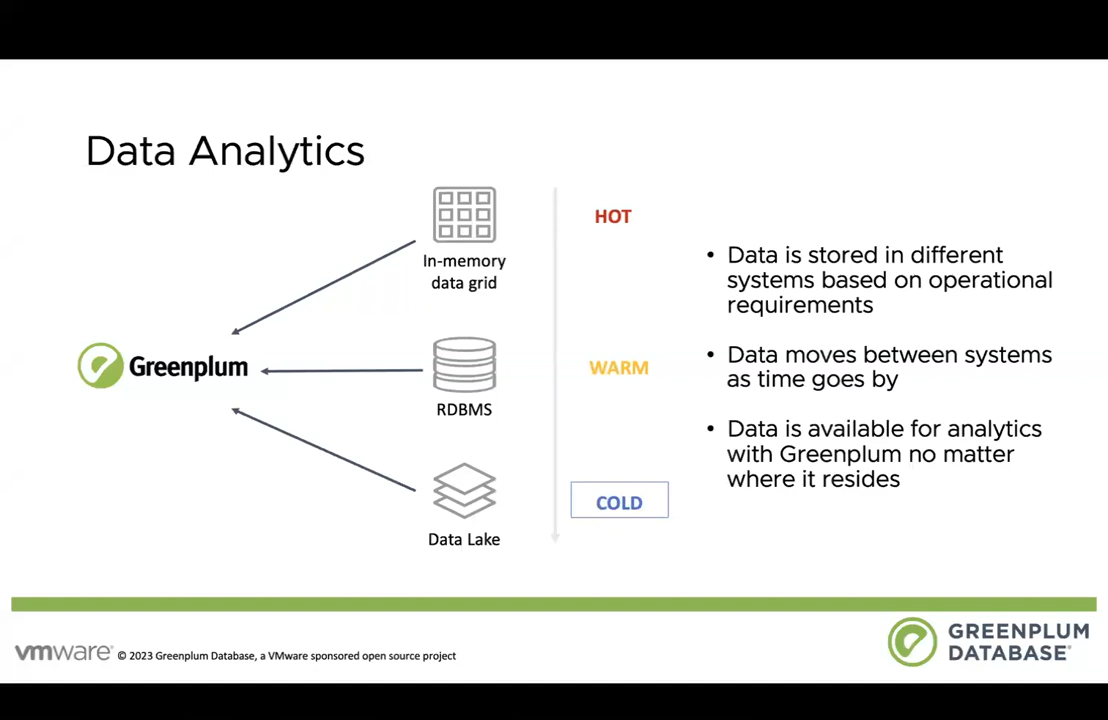 Data Analytics
In-memory
data grid
HOT
Greenplum
RDBMS
WARM
Data Lake
COLD
• Data is stored in different
systems based on operational
requirements
• Data moves between systems
as time goes by
• Data is available for analytics
with Greenplum no matter
where it resides
vmware® © 2023 Greenplum Database, a VMware sponsored open source project
GREENPLUM
DATABASE®